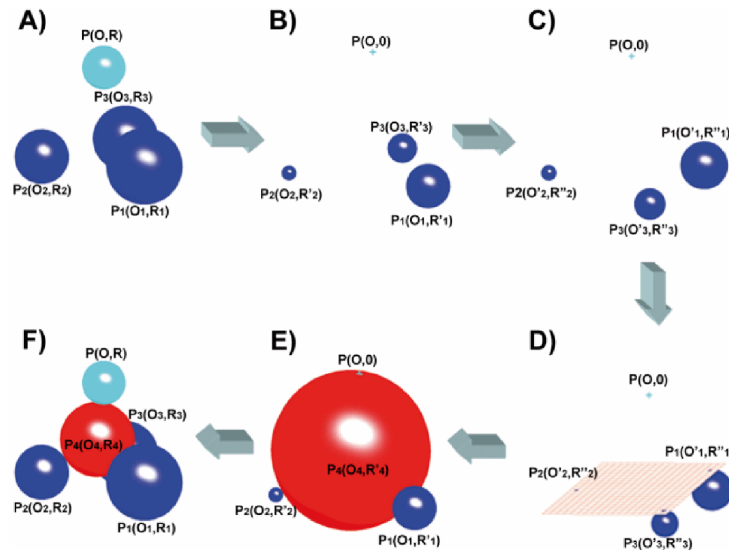 A)
P(O,R)
P3(O3,R3)
P2(O2,R2)
P1(O1,R1)
B)
P(O,0)
P3(O3,R'3)
P2(O2,R'2)
P1(O1,R'1)
C)
P(O,0)
P1(O'1,R"1)
P2(O'2,R"2)
P3(O'3,R"3)
F)
P(O,R)
P3(O3,R3)
P4(O4,R4)
P2(O2,R2)
P1(O1,R1)
E)
P(O,0)
P4(O4,R'4)
P2(O2,R'2)
P1(O1,R'1)
D)
P(O,0)
P1(O'1,R"1)
P2(O'2,R"2)
P3(O'3,R"3)